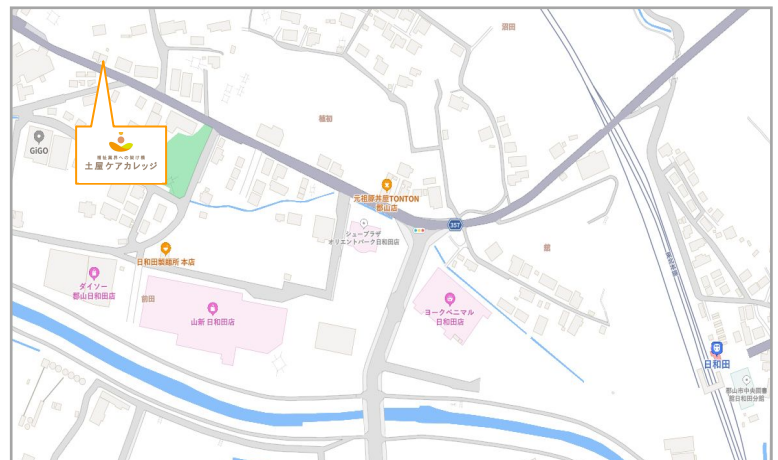 沼田
GiGO
福祉業界への架け橋
土屋ケアカレッジ
元祖豚丼屋TONTON
郡山店
シュープラザ
オリエントパーク日和田店
357
館
日和田製麺所 本店
ダイソー
郡山日和田店
前田
山新 日和田店
ヨークベニマル
日和田店
日和田
郡山市中央図書
館日和田分館